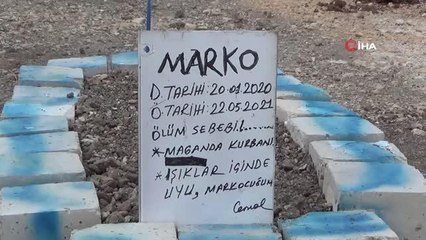 iHA
MARKO
D. TARİHİ: 20.01.2020
Ö. TARİHİ: 22.05.2021
ÖLÜM SEBEBİ!......
* MAGANDA KURBANI
* IŞIKLAR İÇİNDE
UYU, MARKOCUĞUM
Cemal